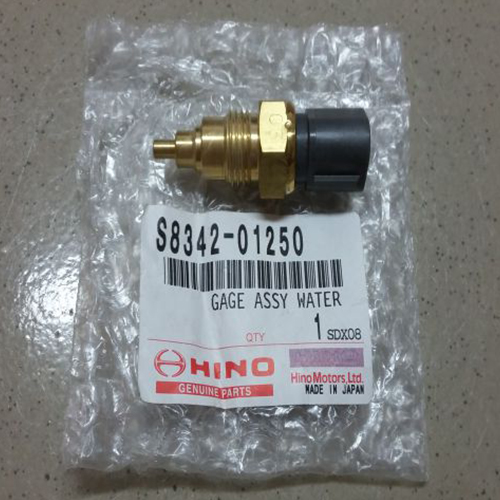 S8342-01250
GAGE ASSY WATER
QTY 1 SDX08
HINO
GENUINE PARTS
Hino Motors, Ltd.
MADE IN JAPAN